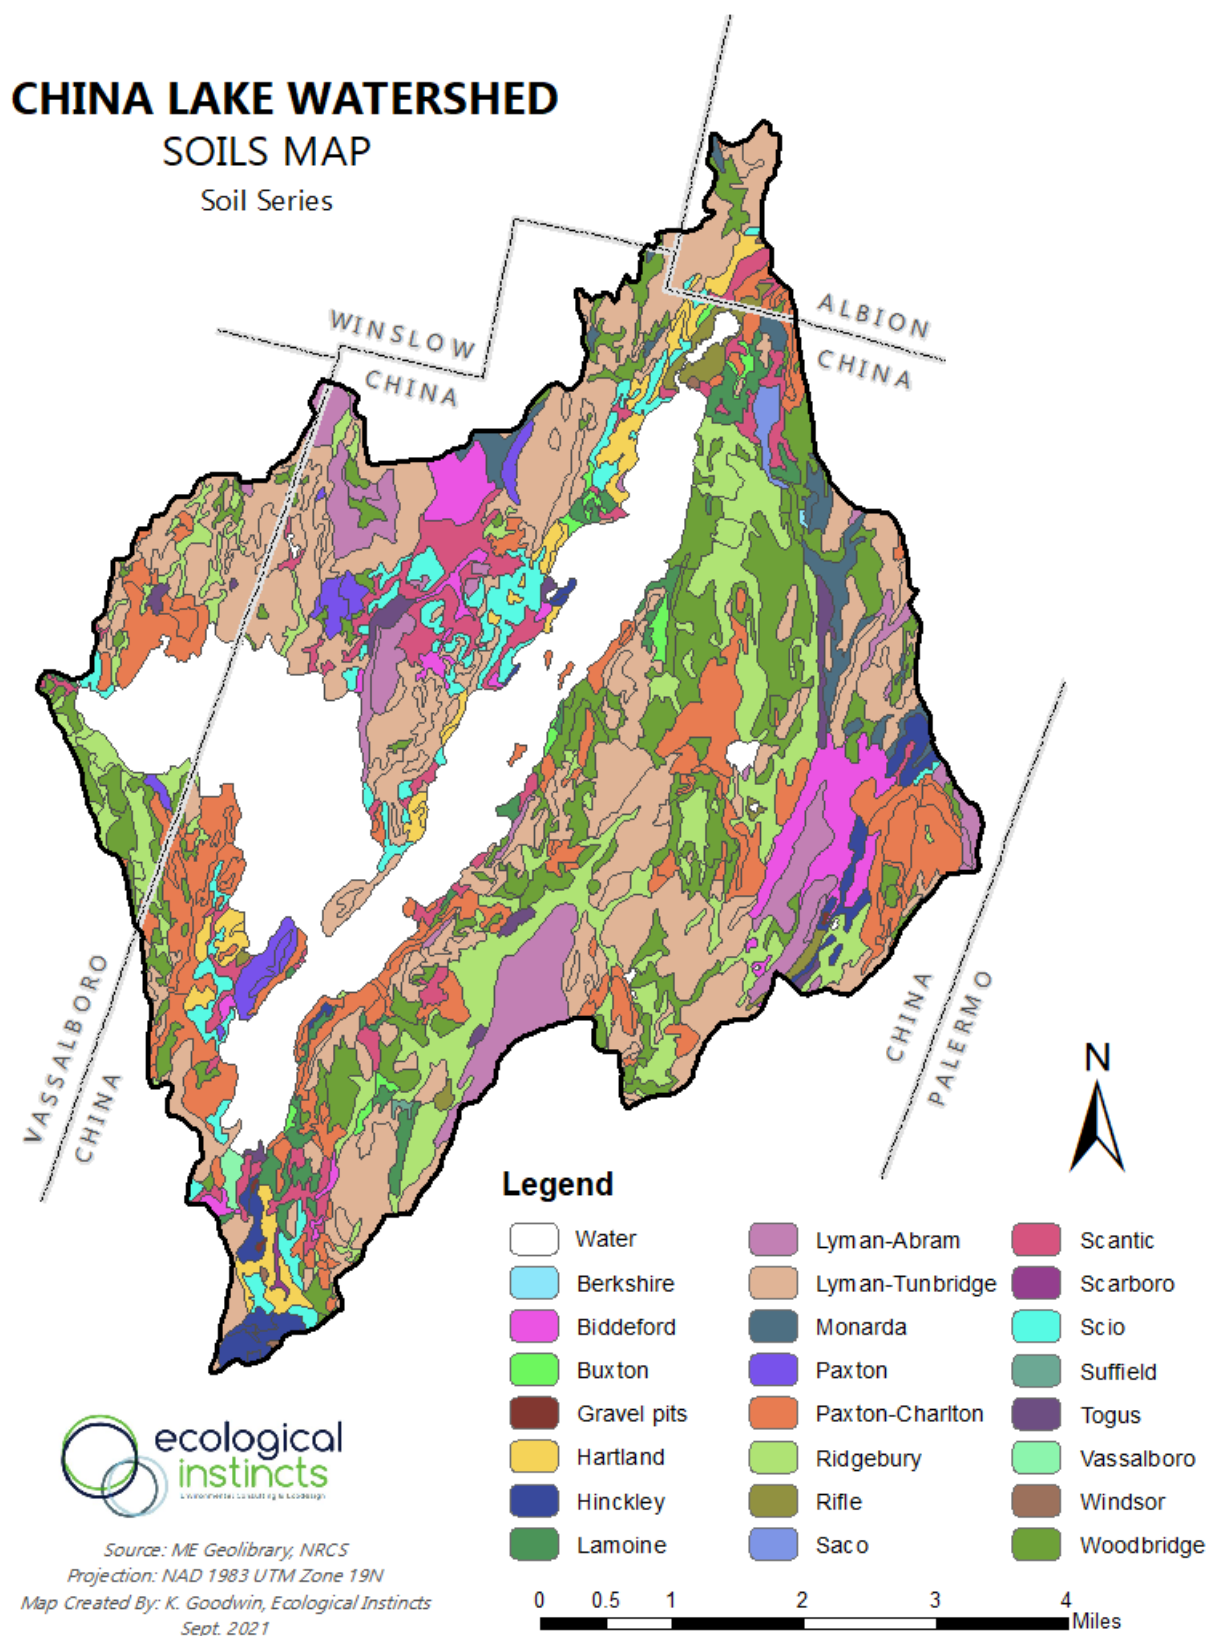 CHINA LAKE WATERSHED
SOILS MAP
Soil Series
WINSLOW
CHINA
ALBION
CHINA
VASSALBORO
CHINA
CHINA
PALERMO
N
Legend
Water
Berkshire
Biddeford
Buxton
Gravel pits
Hartland
Hinckley
Lamoine
Lyman-Abram
Lyman-Tunbridge
Monarda
Paxton
Paxton-Charlton
Ridgebury
Rifle
Saco
Scantic
Scarboro
Scio
Suffield
Togus
Vassalboro
Windsor
Woodbridge
ecological
instincts
Environmental Consulting & Ecodesign
Source: ME Geolibrary, NRCS
Projection: NAD 1983 UTM Zone 19N
Map Created By: K. Goodwin, Ecological Instincts
Sept. 2021
0 0.5 1 2 3 4
Miles